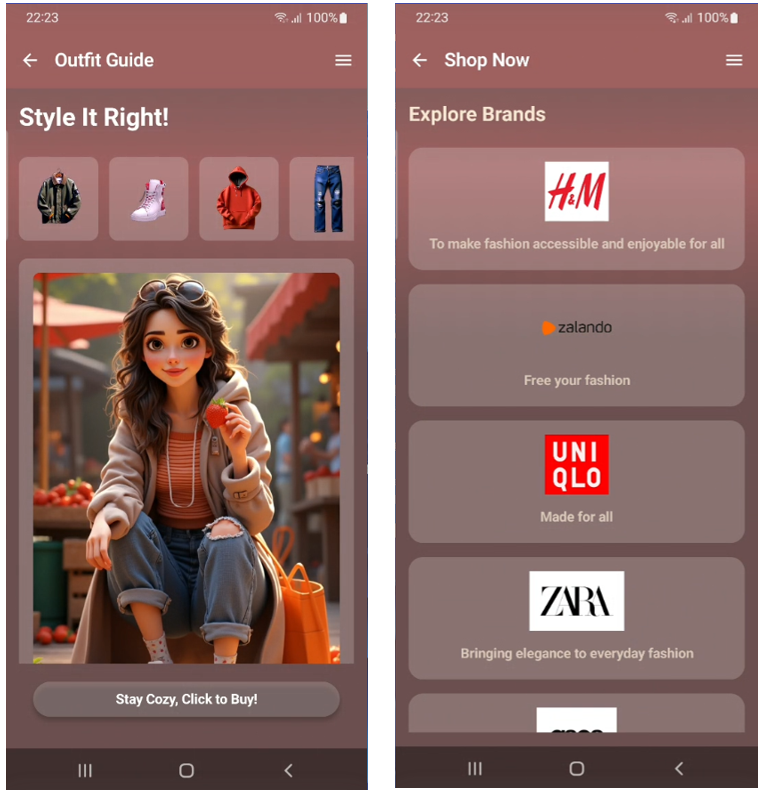 22:23
100%
Outfit Guide
Style It Right!
Stay Cozy, Click to Buy!
22:23
100%
Shop Now
Explore Brands
H&M
To make fashion accessible and enjoyable for all
zalando
Free your fashion
UNI
QLO
Made for all
ZARA
Bringing elegance to everyday fashion